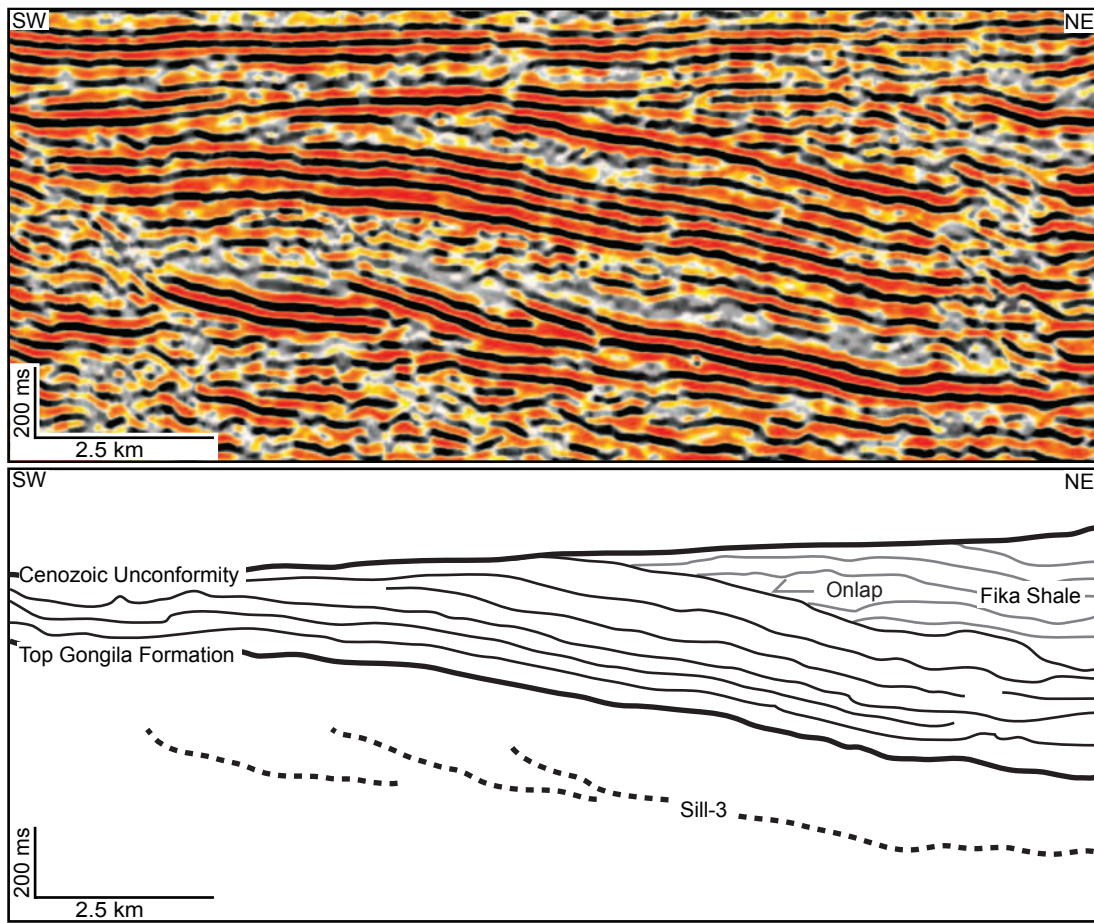 SW NE
200 ms
2.5 km
SW NE
Cenozoic Unconformity
Onlap
Fika Shale
Top Gongila Formation
Sill-3
200 ms
2.5 km